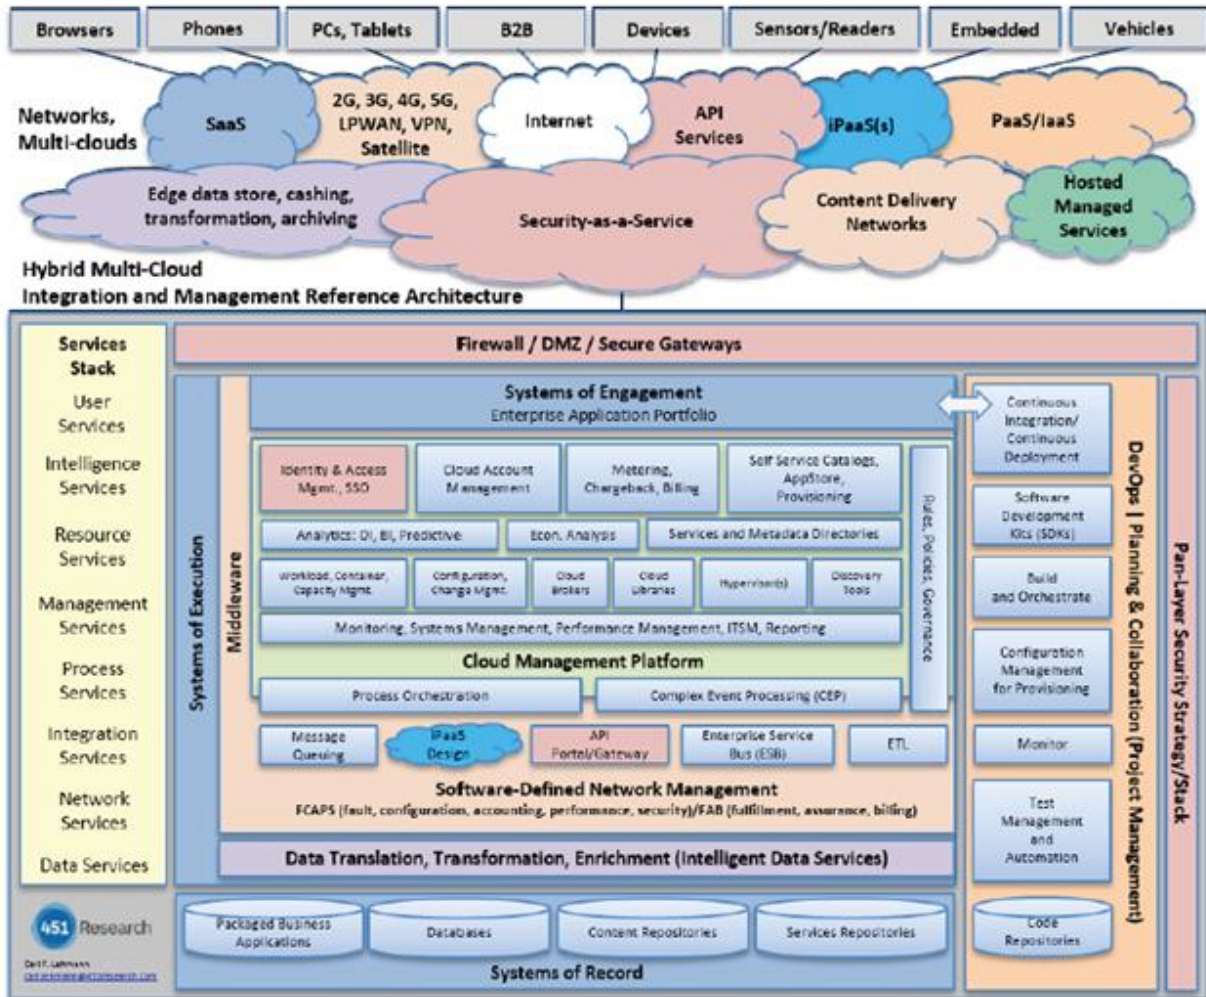 Browsers
Phones
PCs, Tablets
B2B
Devices
Sensors/Readers
Embedded
Vehicles
Networks,
Multi-clouds
SaaS
2G, 3G, 4G, 5G,
LPWAN, VPN,
Satellite
Internet
API
Services
iPaaS(s)
PaaS/IaaS
Edge data store, cashing,
transformation, archiving
Security-as-a-Service
Content Delivery
Networks
Hosted
Managed
Services
Hybrid Multi-Cloud
Integration and Management Reference Architecture
Services
Stack
User
Services
Intelligence
Services
Resource
Services
Management
Services
Process
Services
Integration
Services
Network
Services
Data Services
Firewall / DMZ / Secure Gateways
Systems of Execution
Middleware
Systems of Engagement
Enterprise Application Portfolio
Identity & Access
Mgmt., SSO
Cloud Account
Management
Metering,
Chargeback, Billing
Self Service Catalogs,
AppStore,
Provisioning
Analytics: DI, BI, Predictive
Econ. Analysis
Services and Metadata Directories
Workload, Container,
Capacity Mgmt.
Configuration,
Change Mgmt.
Cloud
Brokers
Cloud
Libraries
Hypervisor(s)
Discovery
Tools
Monitoring, Systems Management, Performance Management, ITSM, Reporting
Cloud Management Platform
Process Orchestration
Complex Event Processing (CEP)
Rules, Policies, Governance
Message
Queuing
iPaaS
Design
API
Portal/Gateway
Enterprise Service
Bus (ESB)
ETL
Software-Defined Network Management
FCAPS (fault, configuration, accounting, performance, security)/FAB (fulfillment, assurance, billing)
Data Translation, Transformation, Enrichment (Intelligent Data Services)
Continuous
Integration/
Continuous
Deployment
Software
Development
Kits (SDKs)
Build
and Orchestrate
Configuration
Management
for Provisioning
Monitor
Test
Management
and
Automation
Code
Repositories
DevOps | Planning & Collaboration (Project Management)
Pan-Layer Security Strategy/Stack
451 Research
Carl F. Lehmann
Packaged Business
Applications
Databases
Content Repositories
Services Repositories
Systems of Record